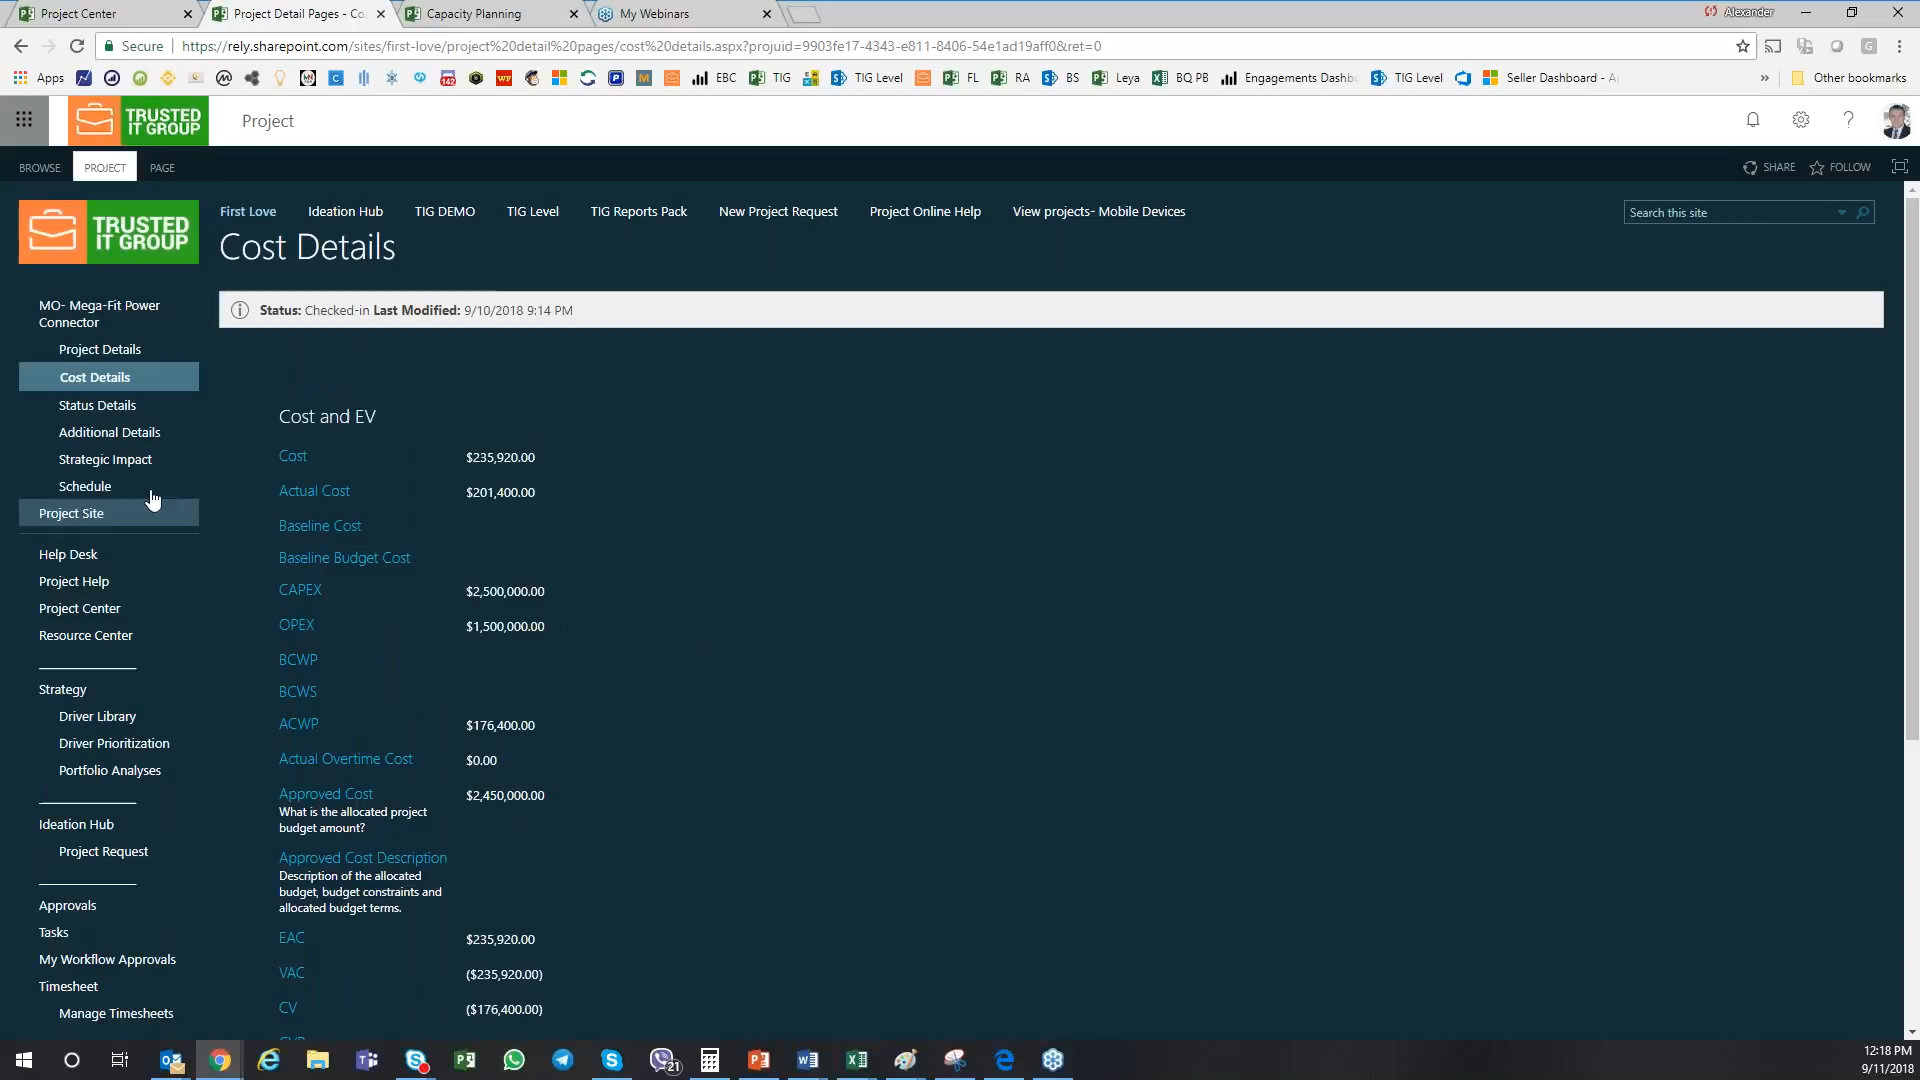 Project Center
Project Detail Pages - Co
Capacity Planning
My Webinars
Alexander
Secure
https://rely.sharepoint.com/sites/first-love/project%20detail%20pages/cost%20details.aspx?projuid=9903fe17-4343-e811-8406-54e1ad19aff0&ret=0
Apps
EBC
TIG
TIG Level
FL
RA
BS
Leya
BQ PB
Engagements Dashb
TIG Level
Seller Dashboard - A
»
Other bookmarks
TRUSTED
IT GROUP
Project
BROWSE
PROJECT
PAGE
SHARE
FOLLOW
TRUSTED
IT GROUP
First Love
Ideation Hub
TIG DEMO
TIG Level
TIG Reports Pack
New Project Request
Project Online Help
View projects- Mobile Devices
Search this site
Cost Details
Status: Checked-in Last Modified: 9/10/2018 9:14 PM
MO- Mega-Fit Power
Connector
Project Details
Cost Details
Status Details
Additional Details
Strategic Impact
Schedule
Project Site
Help Desk
Project Help
Project Center
Resource Center
Strategy
Driver Library
Driver Prioritization
Portfolio Analyses
Ideation Hub
Project Request
Approvals
Tasks
My Workflow Approvals
Timesheet
Manage Timesheets
Cost and EV
Cost $235,920.00
Actual Cost $201,400.00
Baseline Cost
Baseline Budget Cost
CAPEX $2,500,000.00
OPEX $1,500,000.00
BCWP
BCWS
ACWP $176,400.00
Actual Overtime Cost $0.00
Approved Cost $2,450,000.00
What is the allocated project
budget amount?
Approved Cost Description
Description of the allocated
budget, budget constraints and
allocated budget terms.
EAC $235,920.00
VAC ($235,920.00)
CV ($176,400.00)
21
12:18 PM
9/11/2018